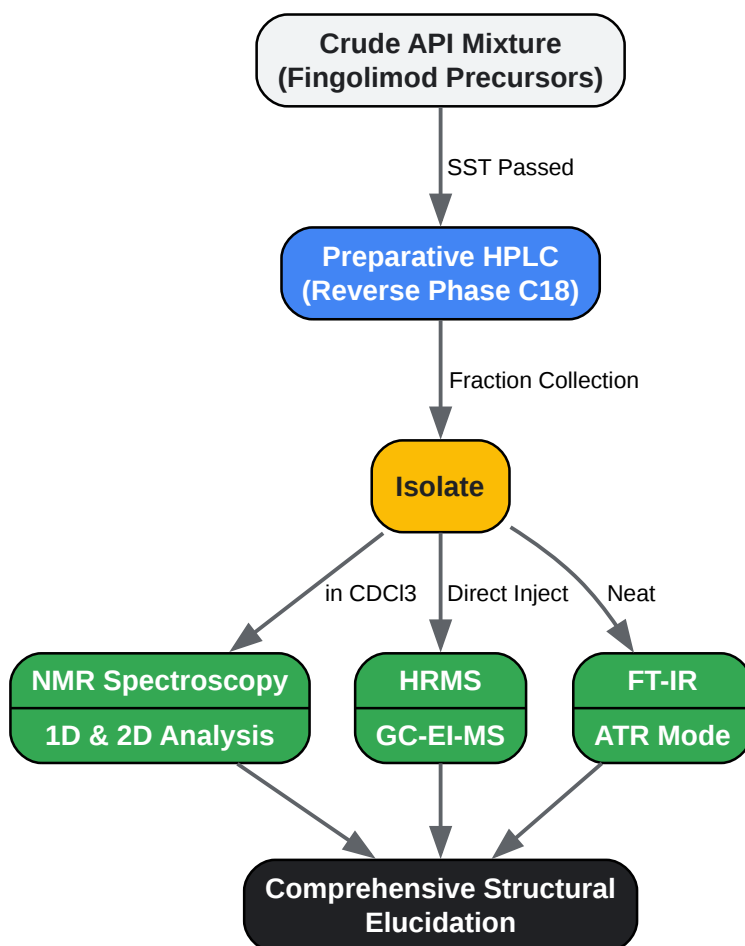 Crude API Mixture
(Fingolimod Precursors)
SST Passed
Preparative HPLC
(Reverse Phase C18)
Fraction Collection
Isolate
in CDCl3
Direct Inject
Neat
NMR Spectroscopy
1D & 2D Analysis
HRMS
GC-EI-MS
FT-IR
ATR Mode
Comprehensive Structural
Elucidation